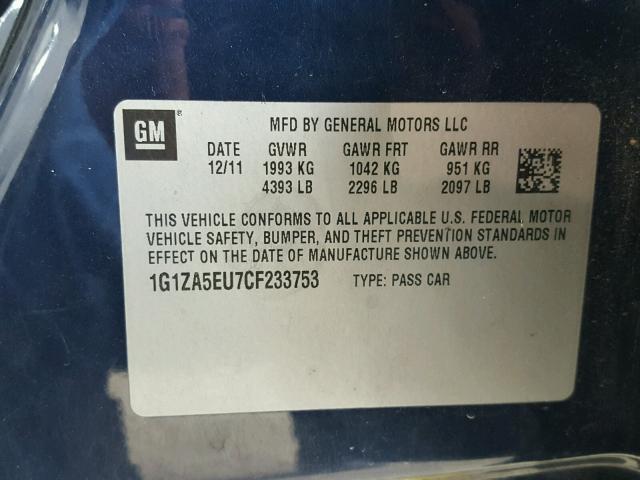 GM®
MFD BY GENERAL MOTORS LLC
DATE GVWR GAWR FRT GAWR RR
12/11 1993 KG 1042 KG 951 KG
4393 LB 2296 LB 2097 LB
THIS VEHICLE CONFORMS TO ALL APPLICABLE U.S. FEDERAL MOTOR
VEHICLE SAFETY, BUMPER, AND THEFT PREVENTION STANDARDS IN
EFFECT ON THE DATE OF MANUFACTURE SHOWN ABOVE.
1G1ZA5EU7CF233753 TYPE: PASS CAR